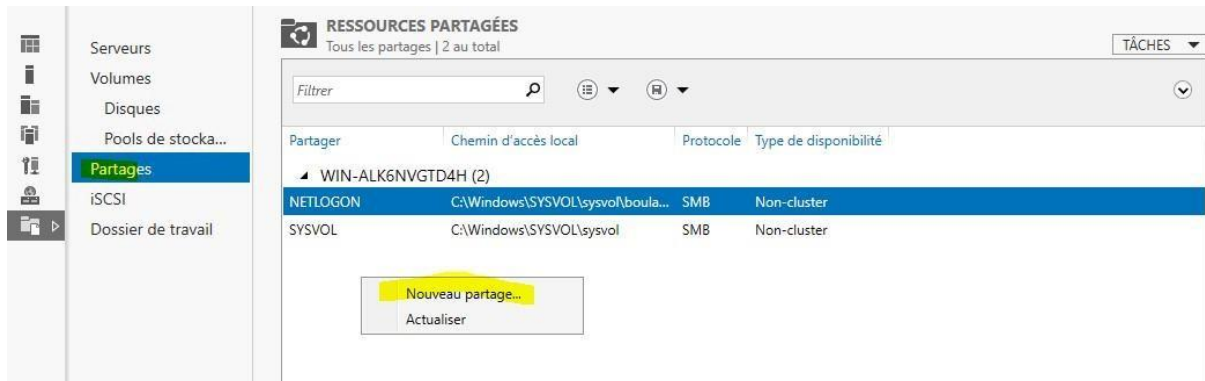 RESSOURCES PARTAGÉES
Tous les partages | 2 au total
TÂCHES
Serveurs
Volumes
Disques
Pools de stocka...
Partages
iSCSI
Dossier de travail
Filtrer
Partager Chemin d'accès local Protocole Type de disponibilité
WIN-ALK6NVGTD4H (2)
NETLOGON C:\Windows\SYSVOL\sysvol\boula... SMB Non-cluster
SYSVOL C:\Windows\SYSVOL\sysvol SMB Non-cluster
Nouveau partage...
Actualiser